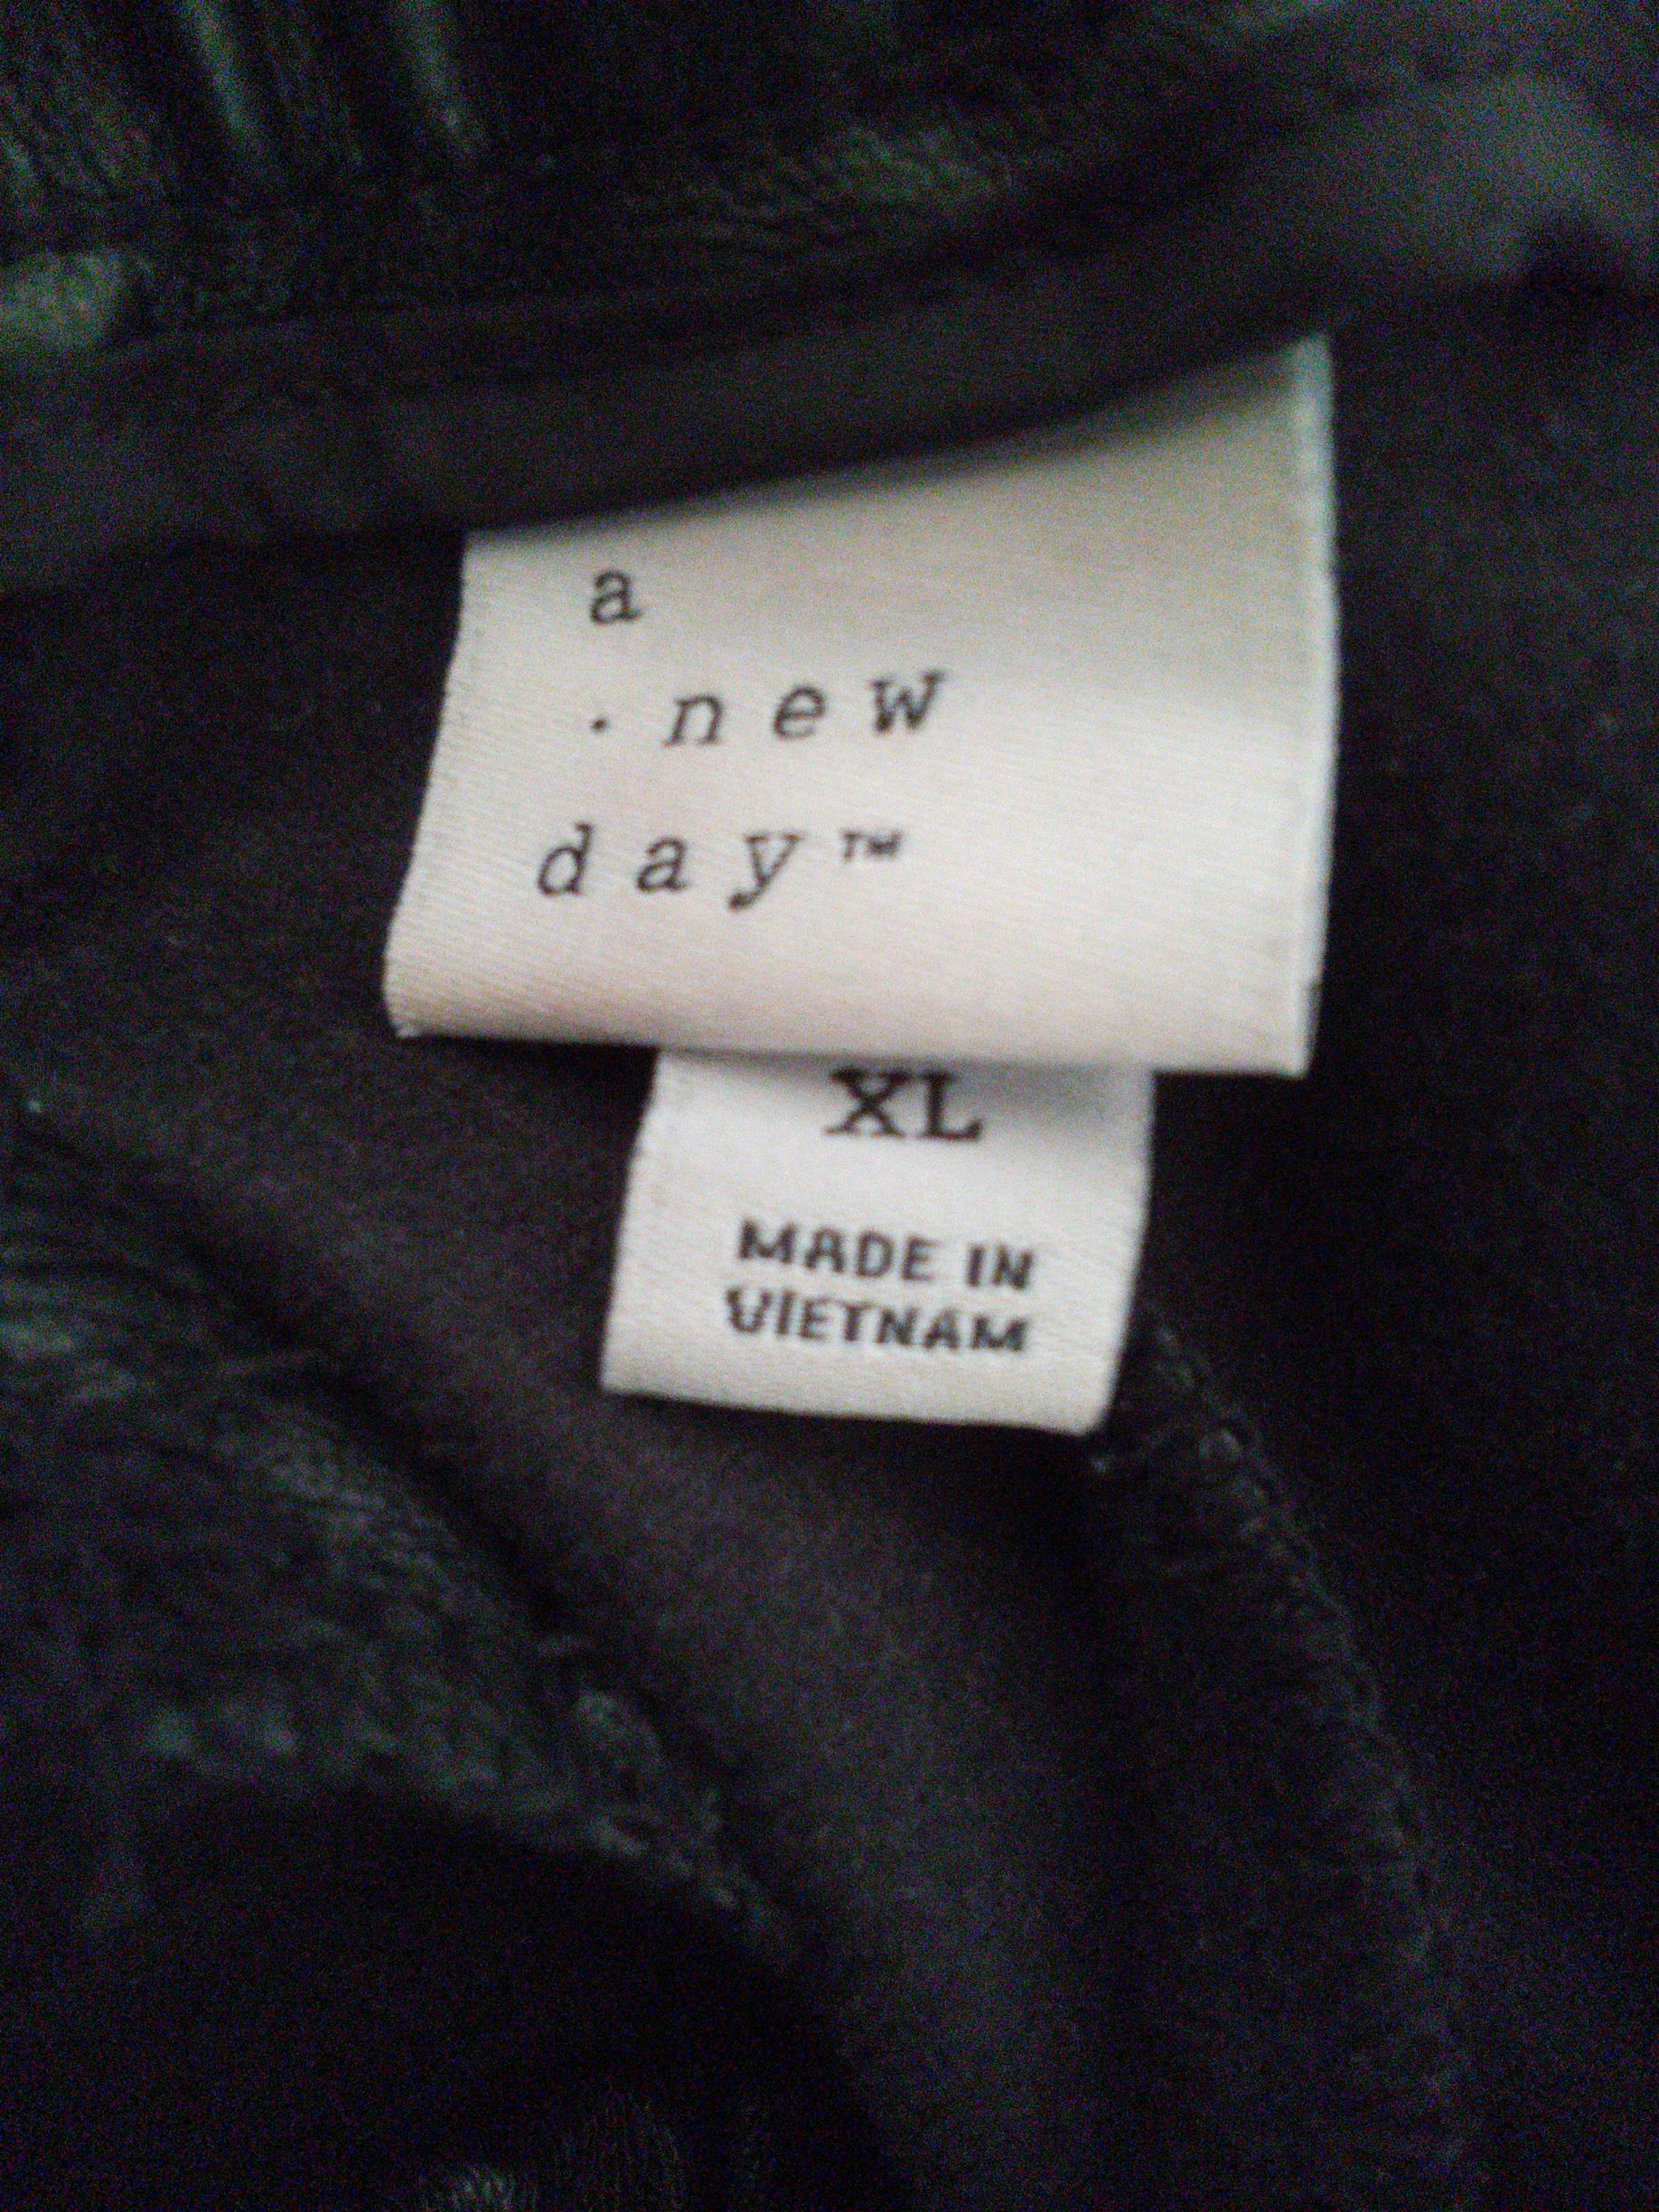 a
· new
day™
XL
MADE IN
VIETNAM